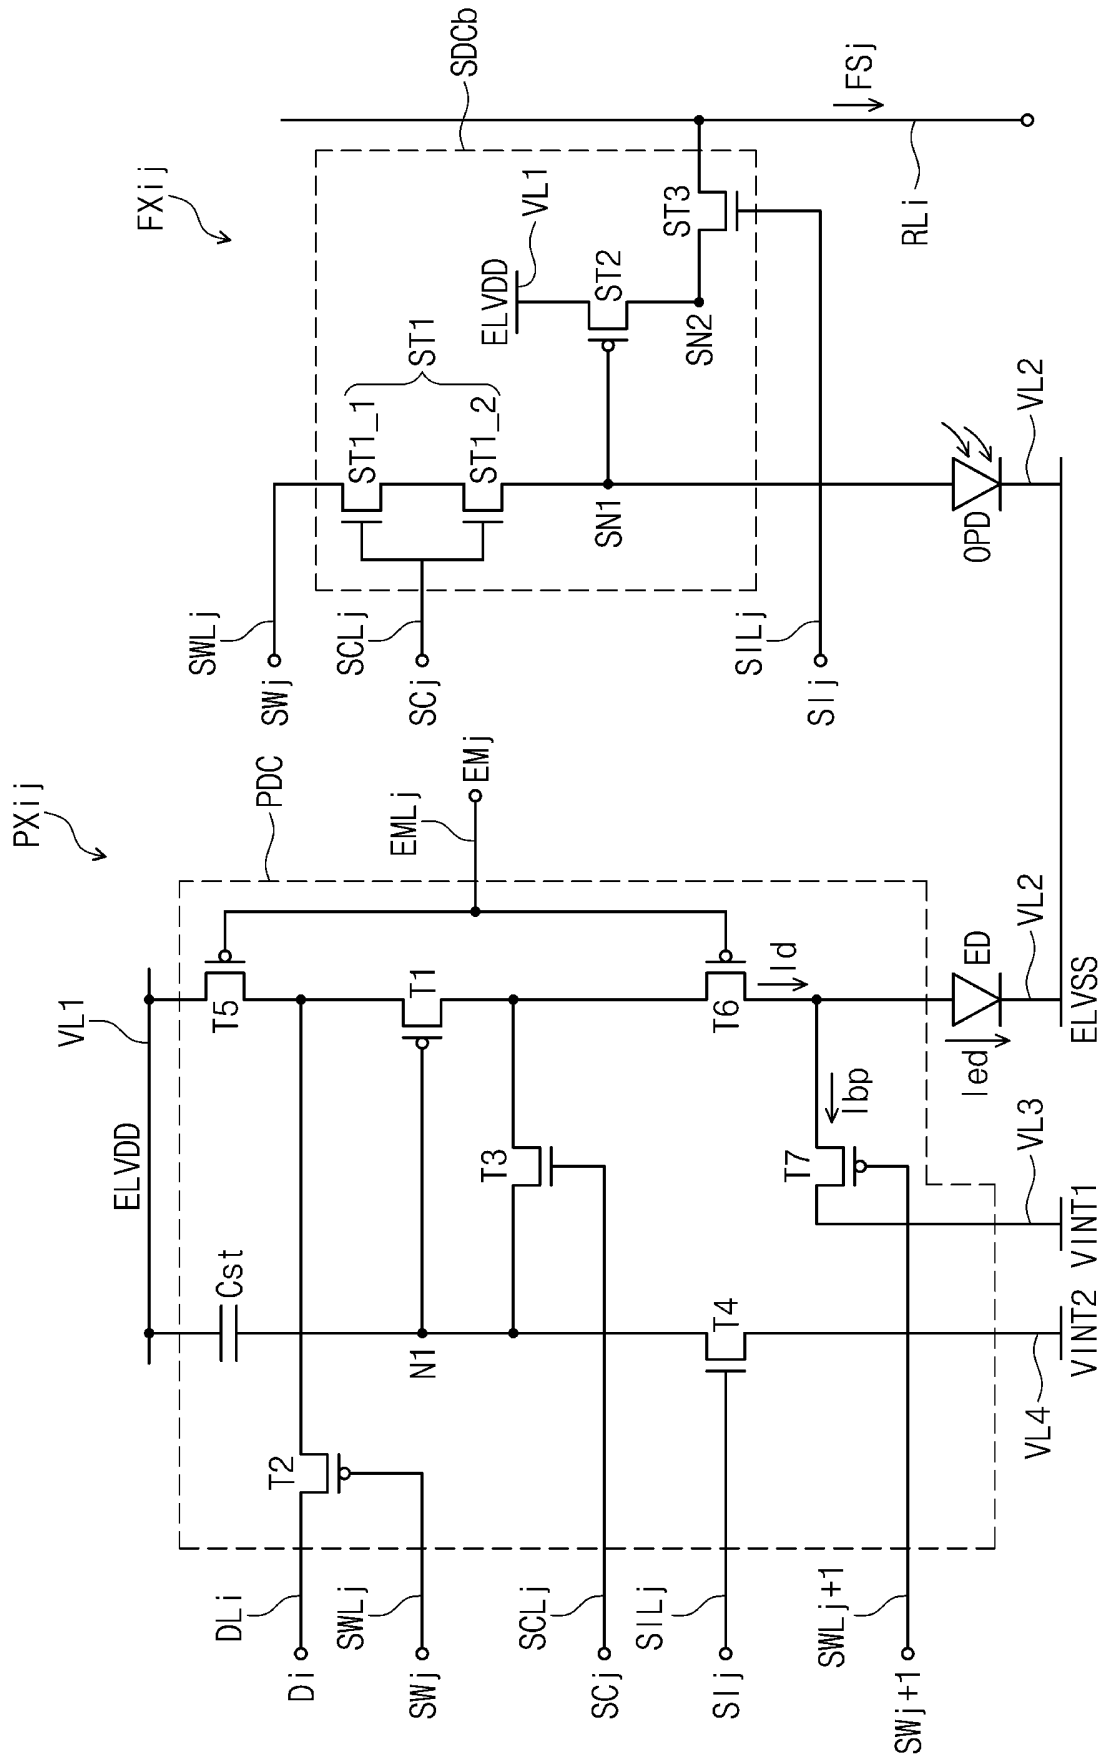 PXij
FXij
VL1
ELVDD
PDC
Cst
T5
DLi
Di
T2
SWLj
SWj
N1
T1
EMLj
EMj
T3
SCLj
SCj
T4
SILj
SIj
T6
Id
Ibp
T7
SWLj+1
SWj+1
ED
Ied
VL2
ELVSS
VL3
VINT1
VL4
VINT2
SDCb
SWLj
SWj
SCLj
SCj
ST1_1
ST1_2
ST1
ELVDD
VL1
ST2
SN1
SN2
ST3
SILj
SIj
OPD
VL2
FSj
RLi